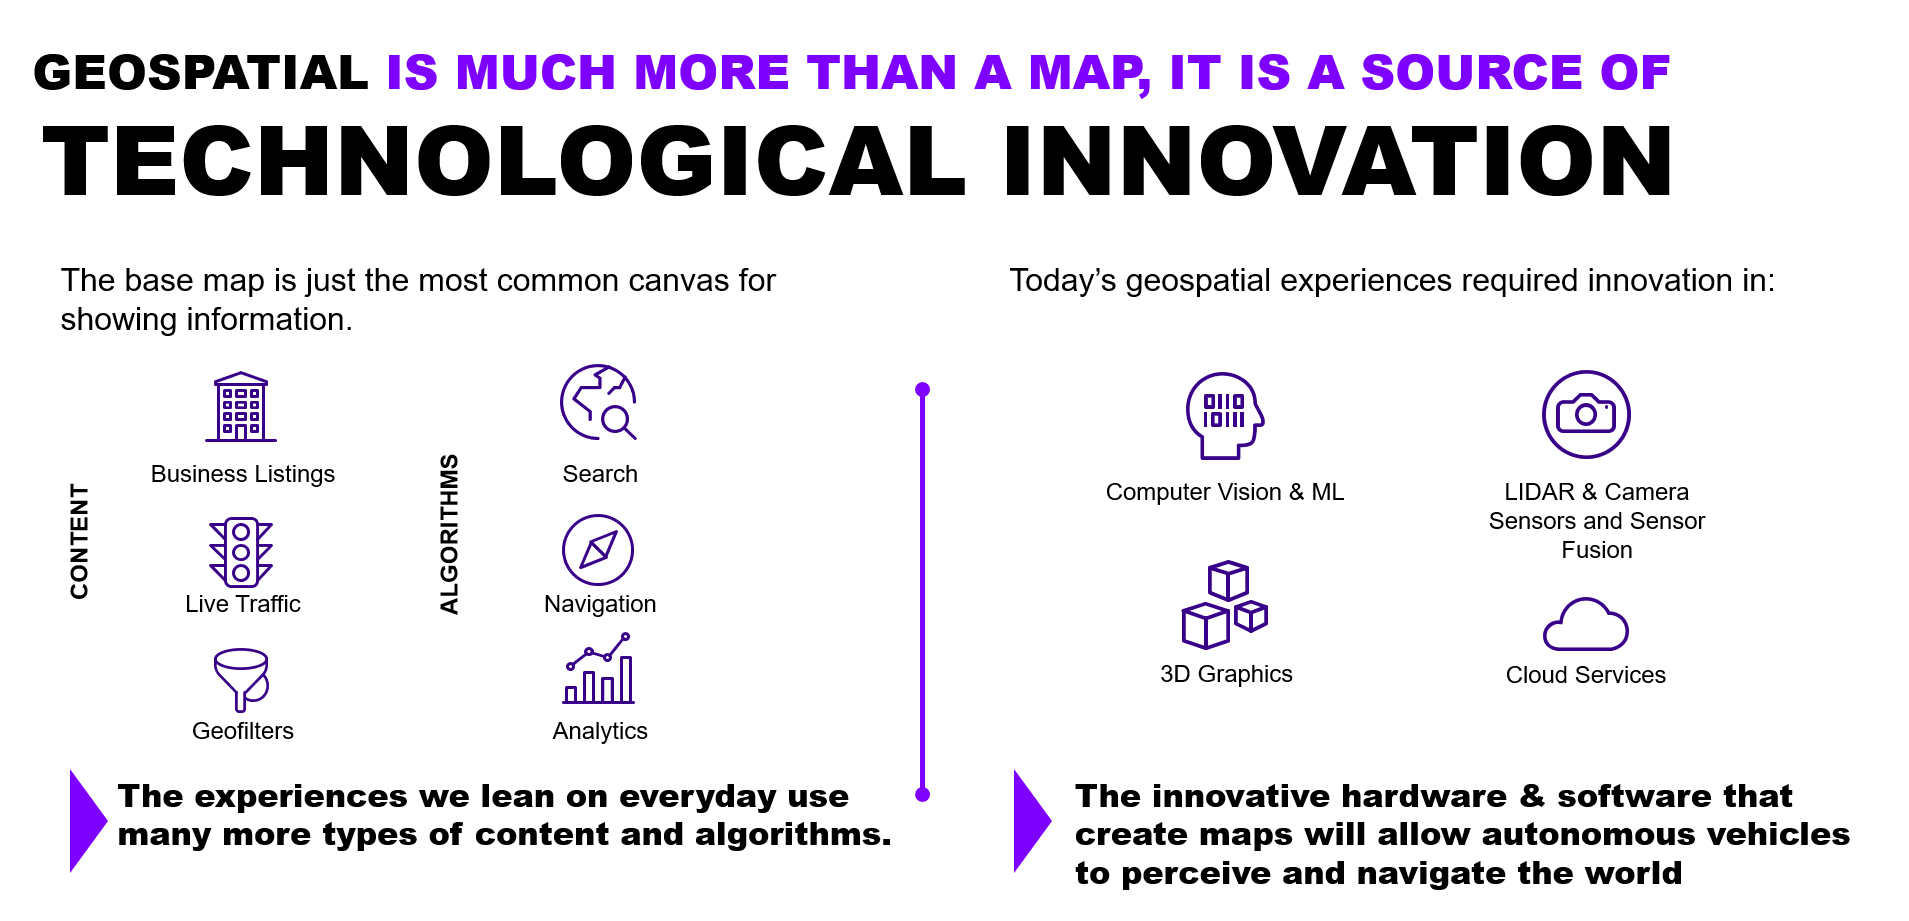 GEOSPATIAL IS MUCH MORE THAN A MAP, IT IS A SOURCE OF
TECHNOLOGICAL INNOVATION
The base map is just the most common canvas for
showing information.
CONTENT
Business Listings
Live Traffic
Geofilters
ALGORITHMS
Search
Navigation
Analytics
The experiences we lean on everyday use
many more types of content and algorithms.
Today’s geospatial experiences required innovation in:
Computer Vision & ML
LIDAR & Camera
Sensors and Sensor
Fusion
3D Graphics
Cloud Services
The innovative hardware & software that
create maps will allow autonomous vehicles
to perceive and navigate the world